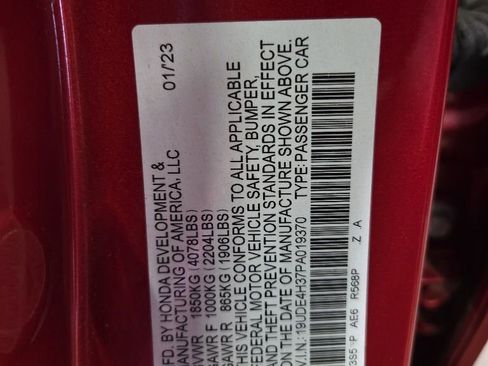 MFD. BY HONDA DEVELOPMENT & 01/'23
MANUFACTURING OF AMERICA, LLC
GVWR 1850KG (4078LBS)
GAWR F 1000KG (2204LBS)
GAWR R 865KG (1906LBS)
THIS VEHICLE CONFORMS TO ALL APPLICABLE
FEDERAL MOTOR VEHICLE SAFETY, BUMPER,
AND THEFT PREVENTION STANDARDS IN EFFECT
ON THE DATE OF MANUFACTURE SHOWN ABOVE.
V.I.N.: 19UDE4H37PA019370 TYPE: PASSENGER CAR
P AE6 R568P Z A